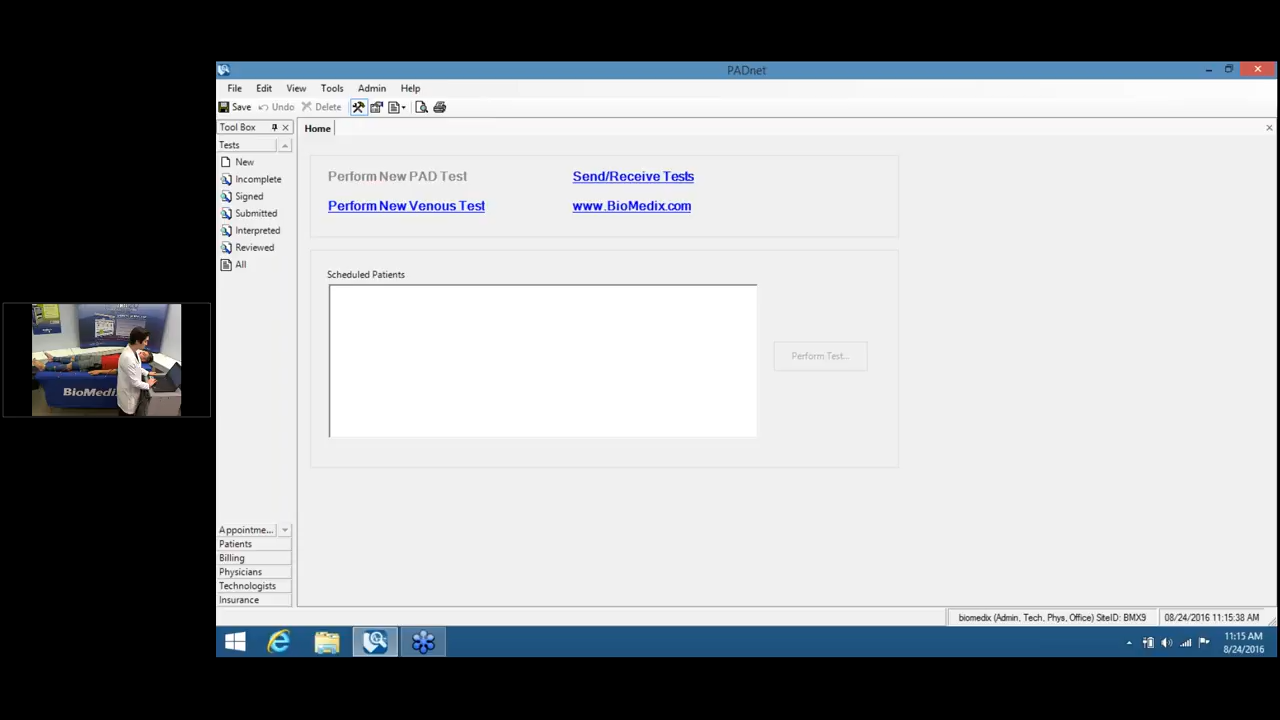 PADnet
File Edit View Tools Admin Help
Save Undo Delete
Tool Box
Home
Tests
New
Incomplete
Signed
Submitted
Interpreted
Reviewed
All
Perform New PAD Test
Send/Receive Tests
Perform New Venous Test
www.BioMedix.com
Scheduled Patients
Perform Test...
BioMedix
Appointme...
Patients
Billing
Physicians
Technologists
Insurance
biomedix (Admin, Tech, Phys, Office) SiteID: BMX9
08/24/2016 11:15:38 AM
11:15 AM
8/24/2016